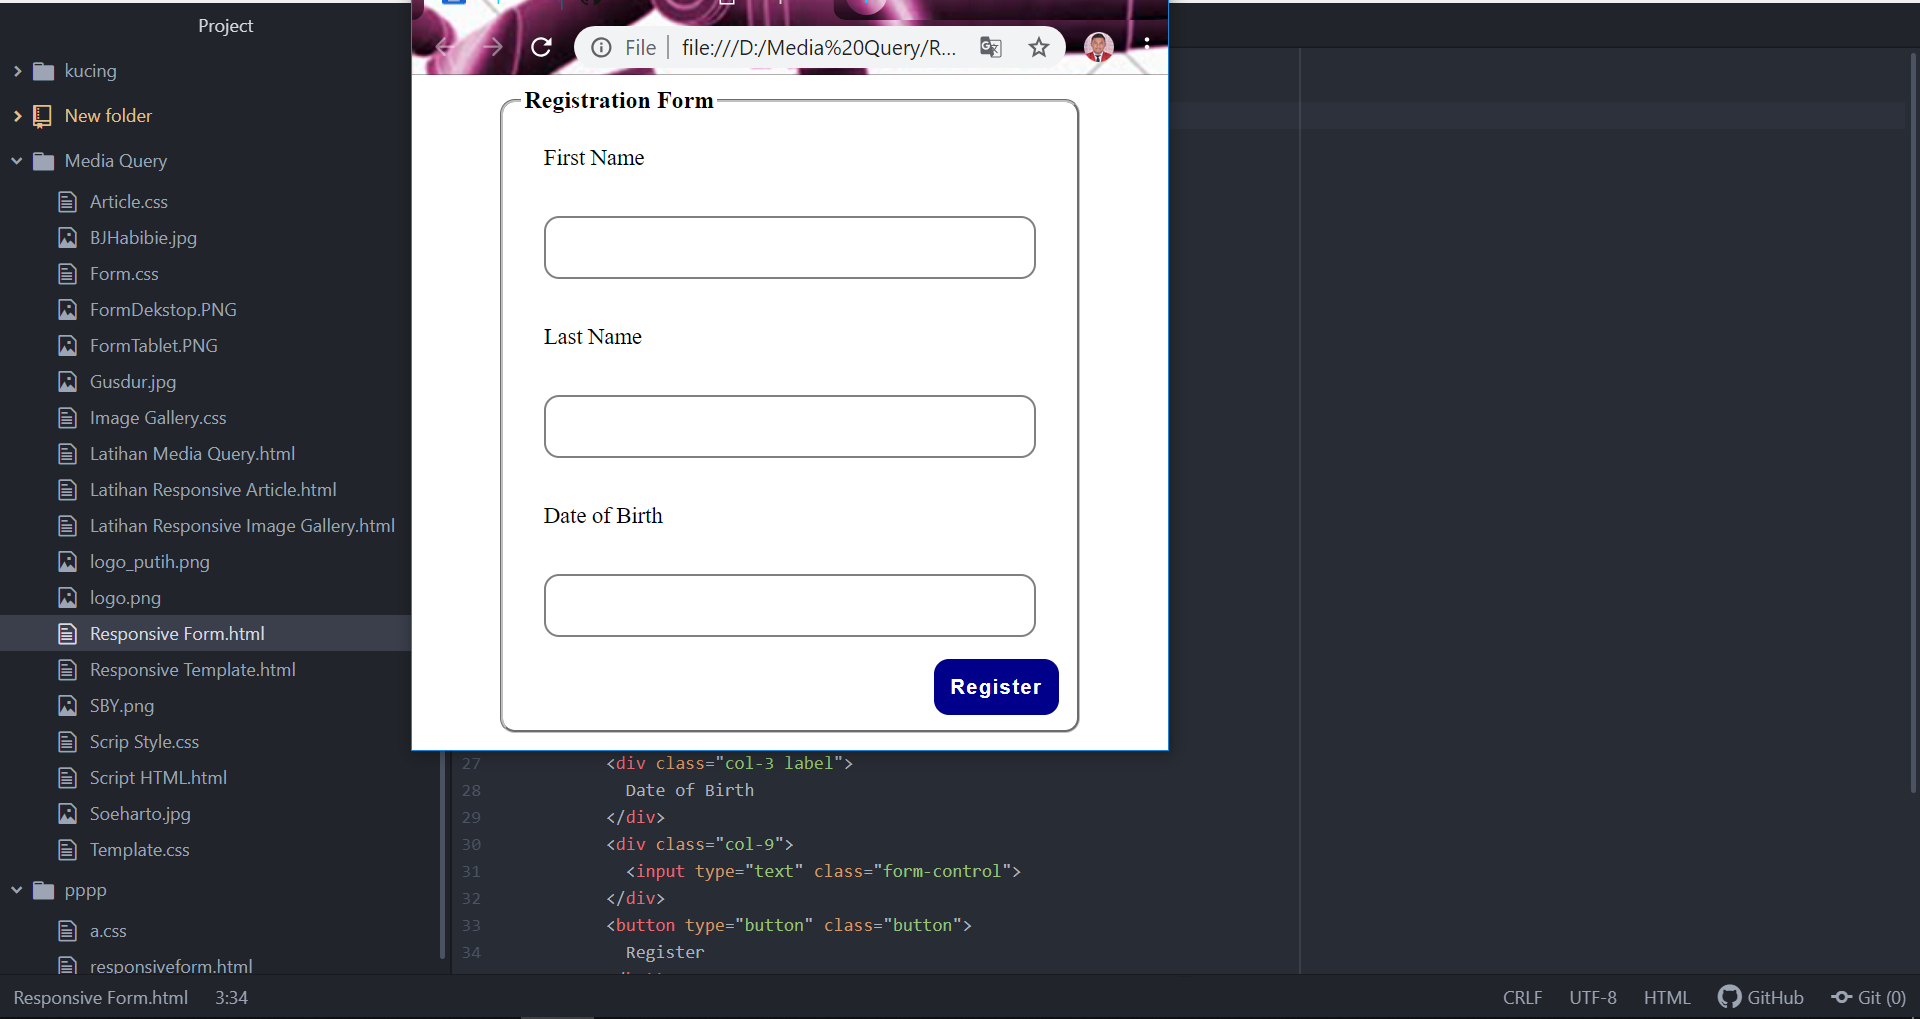 Project
kucing
New folder
Media Query
Article.css
BJHabibie.jpg
Form.css
FormDekstop.PNG
FormTablet.PNG
Gusdur.jpg
Image Gallery.css
Latihan Media Query.html
Latihan Responsive Article.html
Latihan Responsive Image Gallery.html
logo_putih.png
logo.png
Responsive Form.html
Responsive Template.html
SBY.png
Scrip Style.css
Script HTML.html
Soeharto.jpg
Template.css
pppp
a.css
responsiveform.html
File file:///D:/Media%20Query/R...
Registration Form
First Name
Last Name
Date of Birth
Register
27 <div class="col-3 label">
28 Date of Birth
29 </div>
30 <div class="col-9">
31 <input type="text" class="form-control">
32 </div>
33 <button type="button" class="button">
34 Register
Responsive Form.html 3:34 CRLF UTF-8 HTML GitHub Git (0)